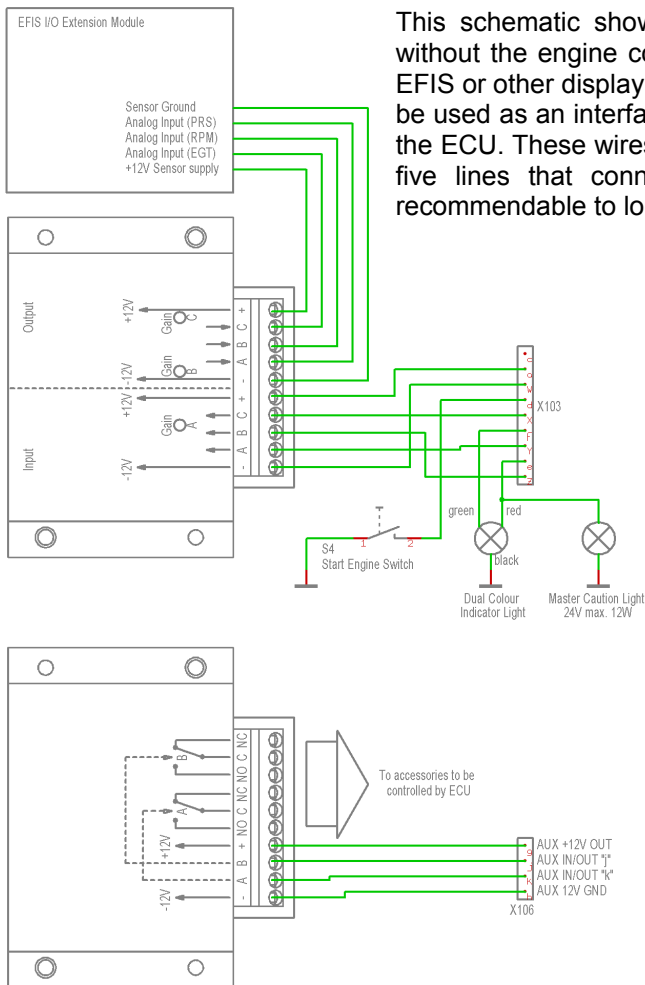 EFIS I/O Extension Module
This schematic show
without the engine co
EFIS or other display
be used as an interfa
the ECU. These wires
five lines that conn
recommendable to lo
Sensor Ground
Analog Input (PRS)
Analog Input (RPM)
Analog Input (EGT)
+12V Sensor supply
Output
Input
+12V
-12V
+12V
-12V
Gain C
Gain B
Gain A
+
C
B
A
-
+
C
B
A
-
X103
c
a
W
d
X
F
Y
e
Z
green
red
black
S4
1
2
Start Engine Switch
Dual Colour
Indicator Light
Master Caution Light
24V max. 12W
B
A
NC
C
NO
NC
C
NO
+
B
A
-
+12V
-12V
To accessories to be
controlled by ECU
AUX +12V OUT
AUX IN/OUT "j"
AUX IN/OUT "k"
AUX 12V GND
g
j
k
X106